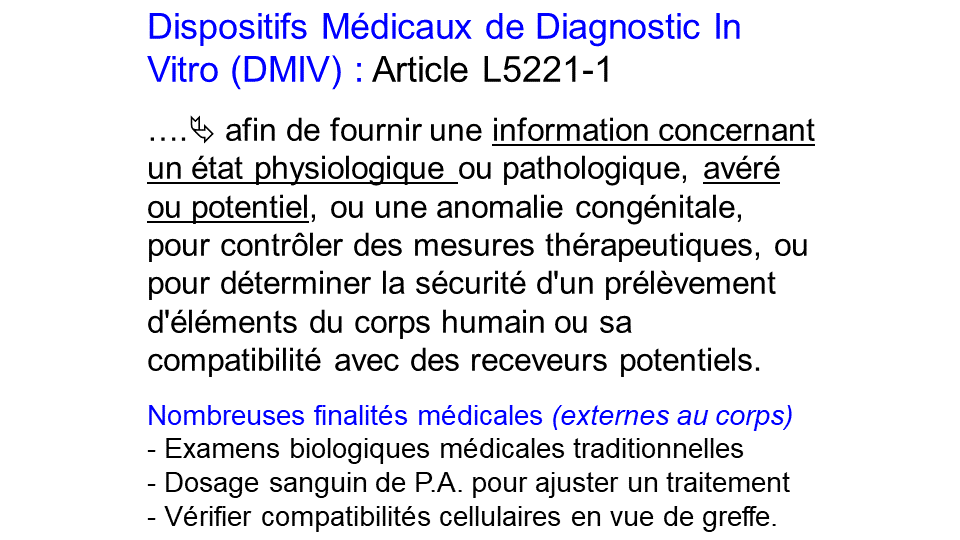 Dispositifs Médicaux de Diagnostic In
Vitro (DMIV) : Article L5221-1
….⮷ afin de fournir une information concernant
un état physiologique ou pathologique, avéré
ou potentiel, ou une anomalie congénitale,
pour contrôler des mesures thérapeutiques, ou
pour déterminer la sécurité d'un prélèvement
d'éléments du corps humain ou sa
compatibilité avec des receveurs potentiels.
Nombreuses finalités médicales (externes au corps)
- Examens biologiques médicales traditionnelles
- Dosage sanguin de P.A. pour ajuster un traitement
- Vérifier compatibilités cellulaires en vue de greffe.